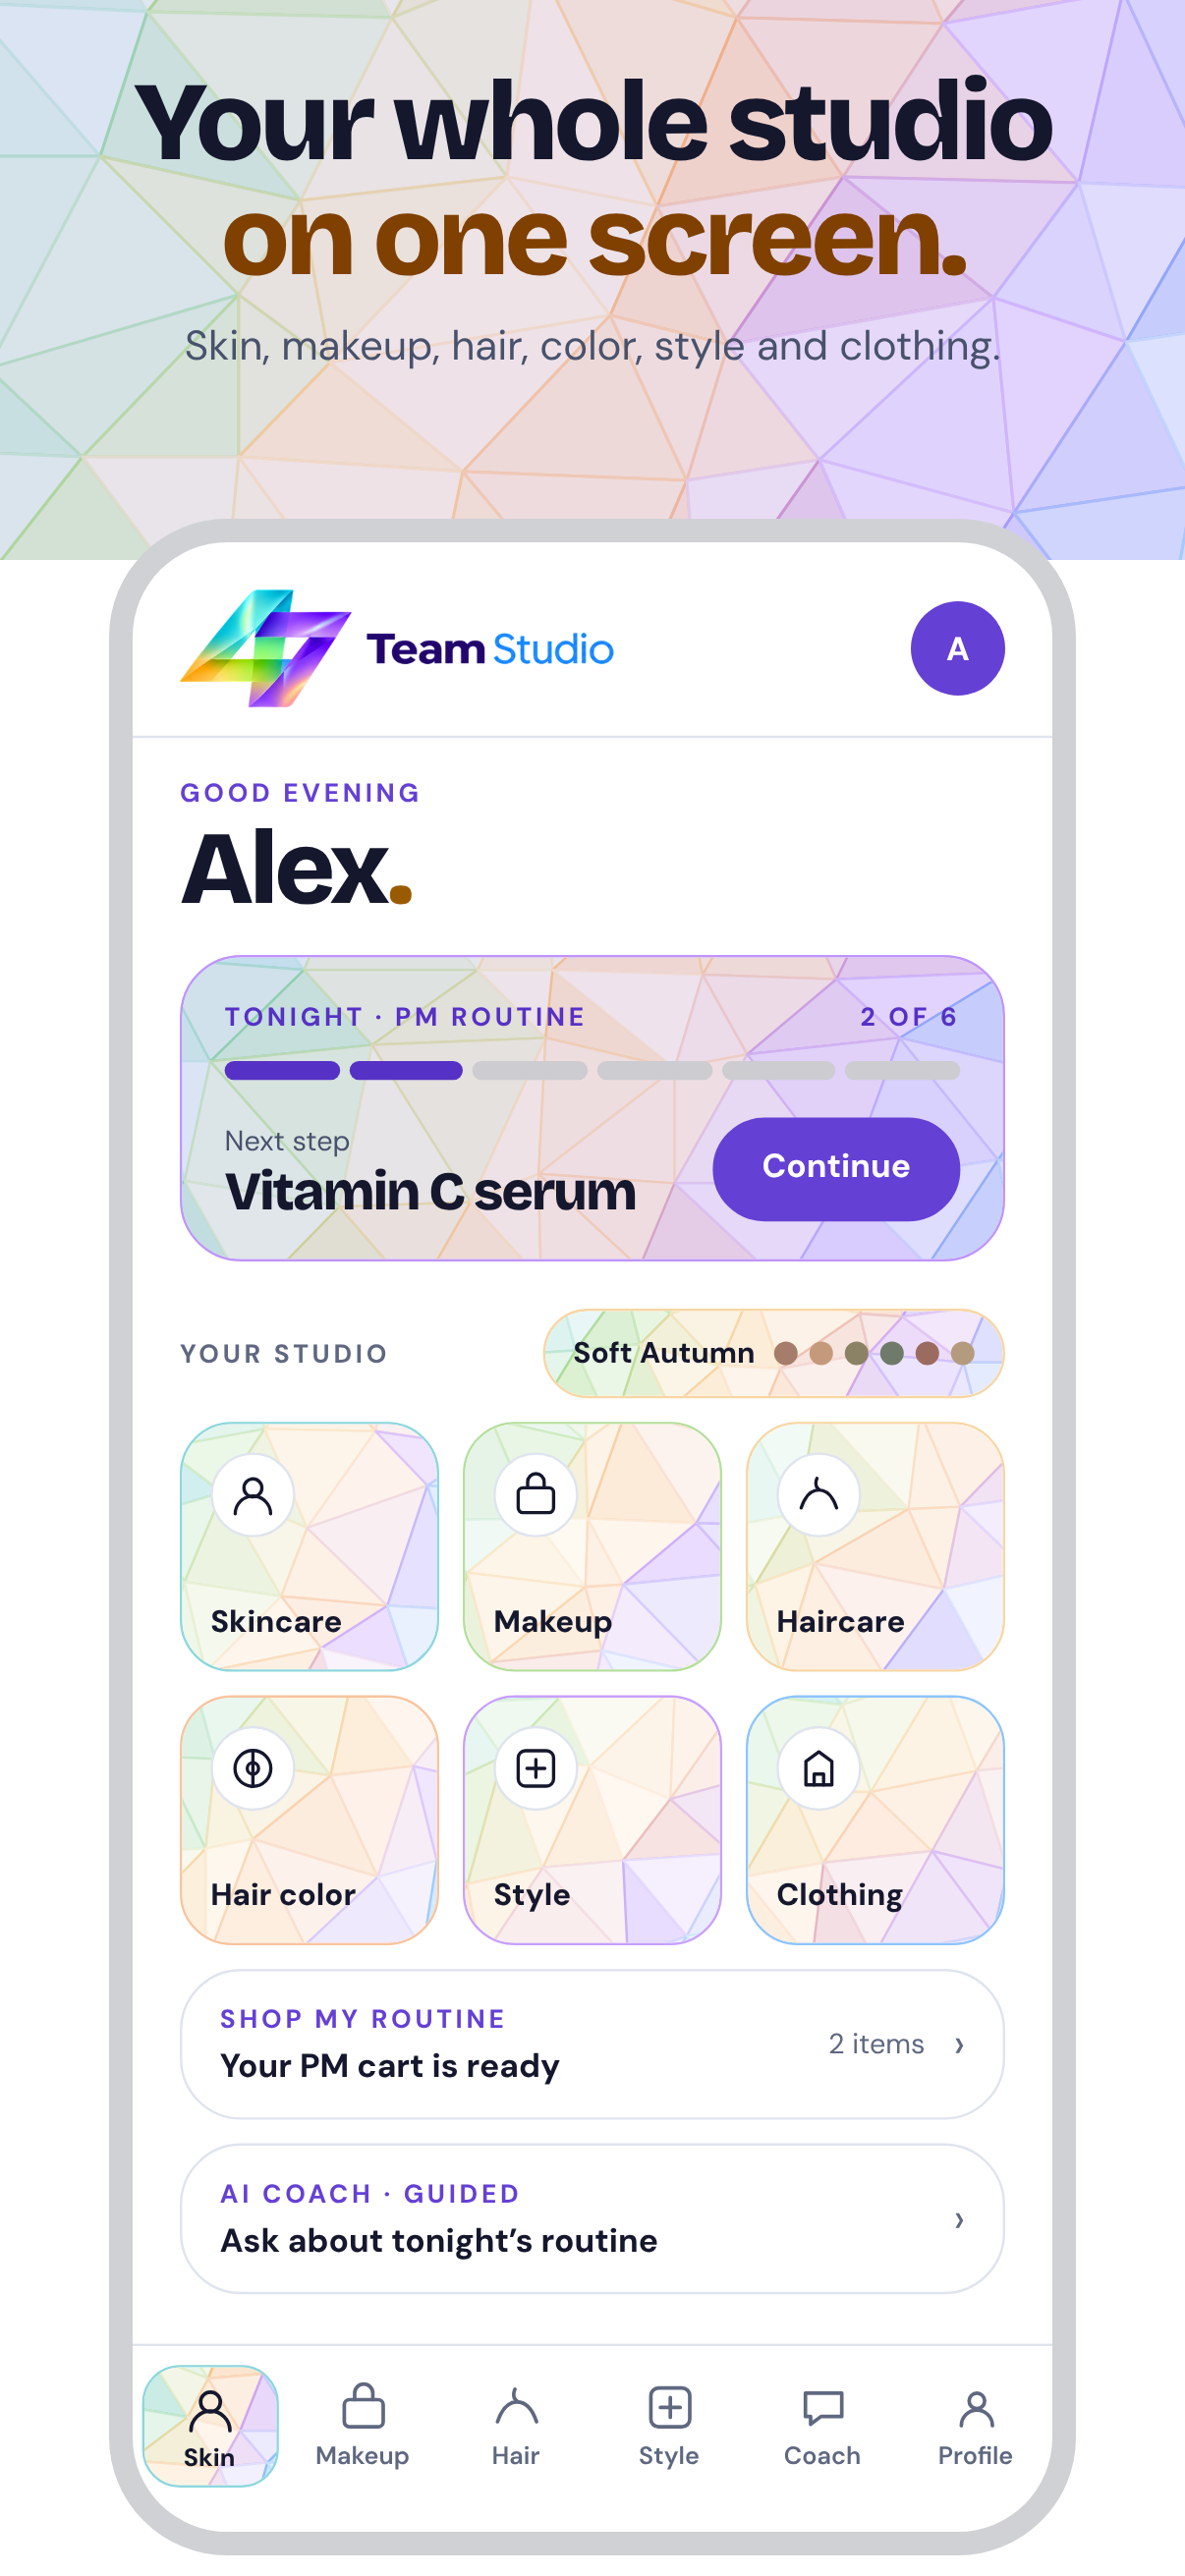 Your whole studio
on one screen.
Skin, makeup, hair, color, style and clothing.
47 Team Studio
A
GOOD EVENING
Alex.
TONIGHT · PM ROUTINE
2 OF 6
Next step
Vitamin C serum
Continue
YOUR STUDIO
Soft Autumn
Skincare
Makeup
Haircare
Hair color
Style
Clothing
SHOP MY ROUTINE
Your PM cart is ready
2 items ›
AI COACH · GUIDED
Ask about tonight’s routine
›
Skin
Makeup
Hair
Style
Coach
Profile